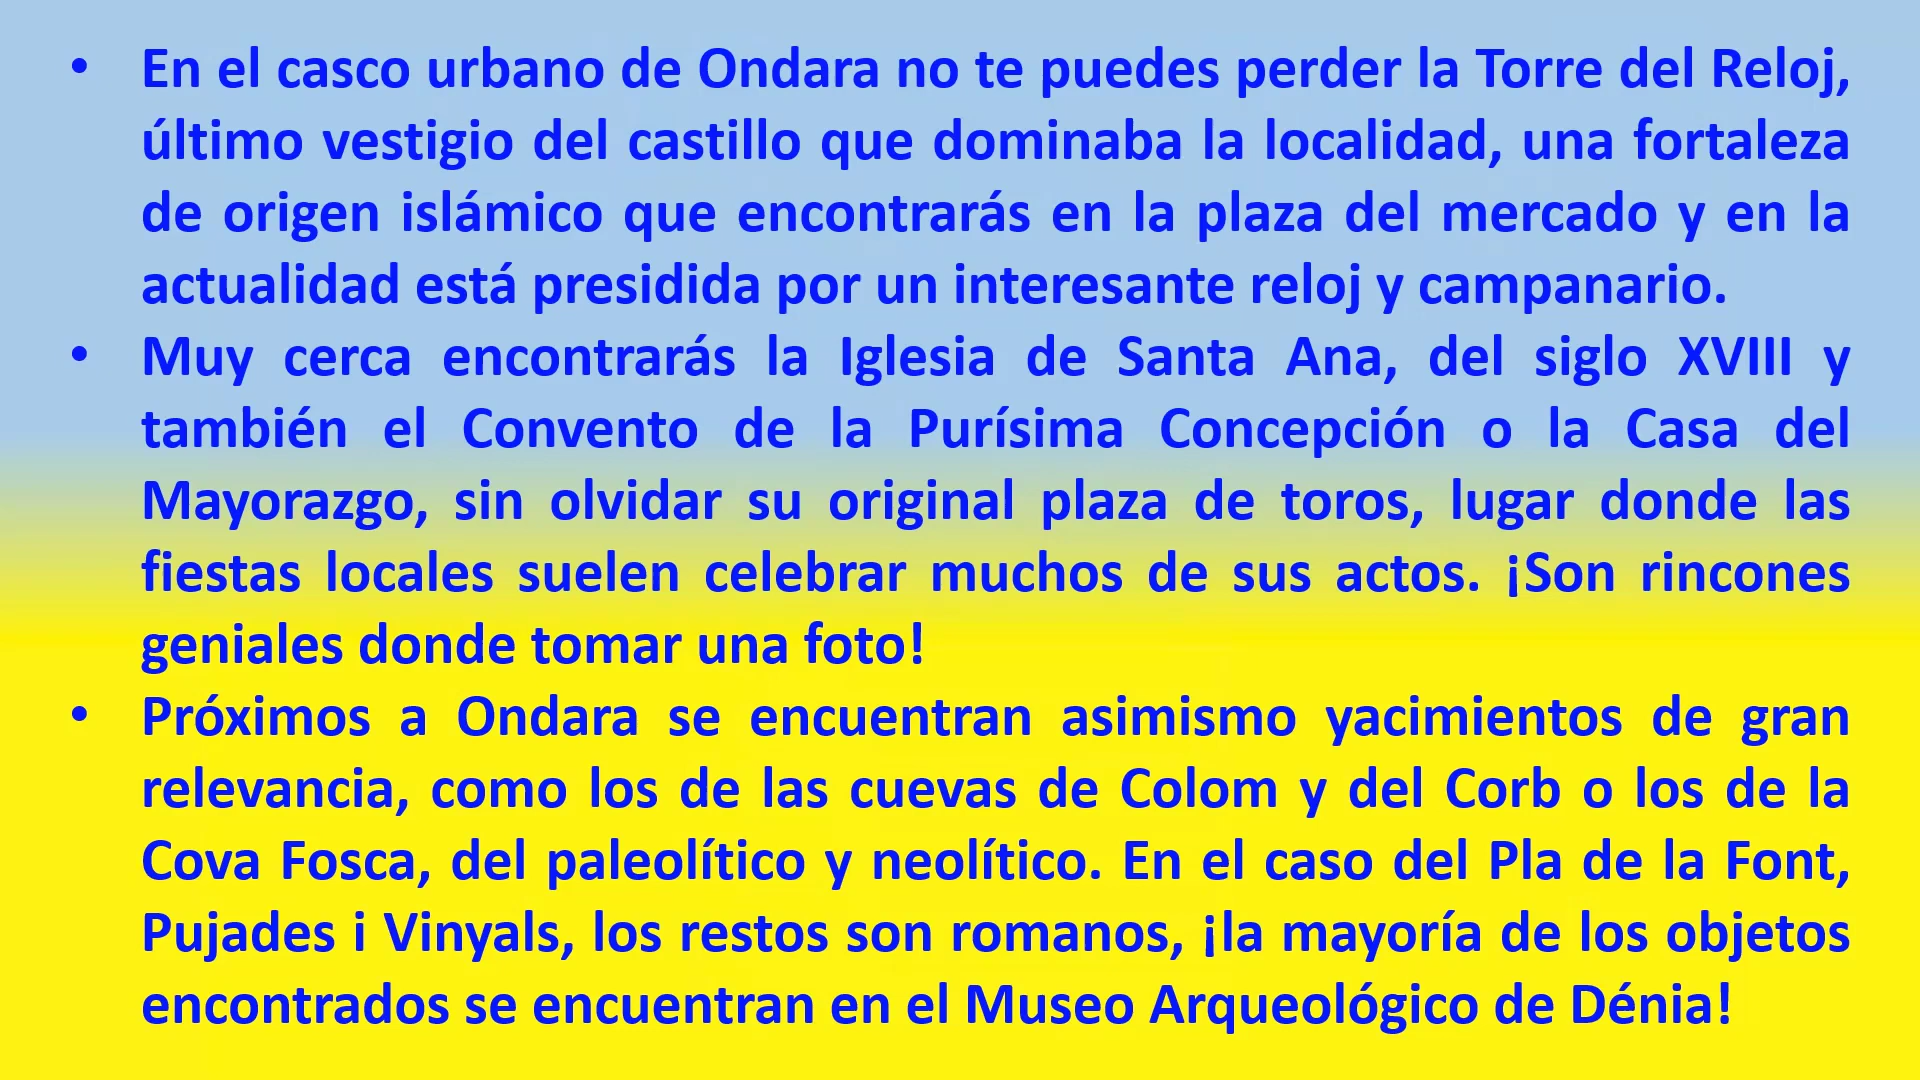 • En el casco urbano de Ondara no te puedes perder la Torre del Reloj,
último vestigio del castillo que dominaba la localidad, una fortaleza
de origen islámico que encontrarás en la plaza del mercado y en la
actualidad está presidida por un interesante reloj y campanario.
• Muy cerca encontrarás la Iglesia de Santa Ana, del siglo XVIII y
también el Convento de la Purísima Concepción o la Casa del
Mayorazgo, sin olvidar su original plaza de toros, lugar donde las
fiestas locales suelen celebrar muchos de sus actos. ¡Son rincones
geniales donde tomar una foto!
• Próximos a Ondara se encuentran asimismo yacimientos de gran
relevancia, como los de las cuevas de Colom y del Corb o los de la
Cova Fosca, del paleolítico y neolítico. En el caso del Pla de la Font,
Pujades i Vinyals, los restos son romanos, ¡la mayoría de los objetos
encontrados se encuentran en el Museo Arqueológico de Dénia!